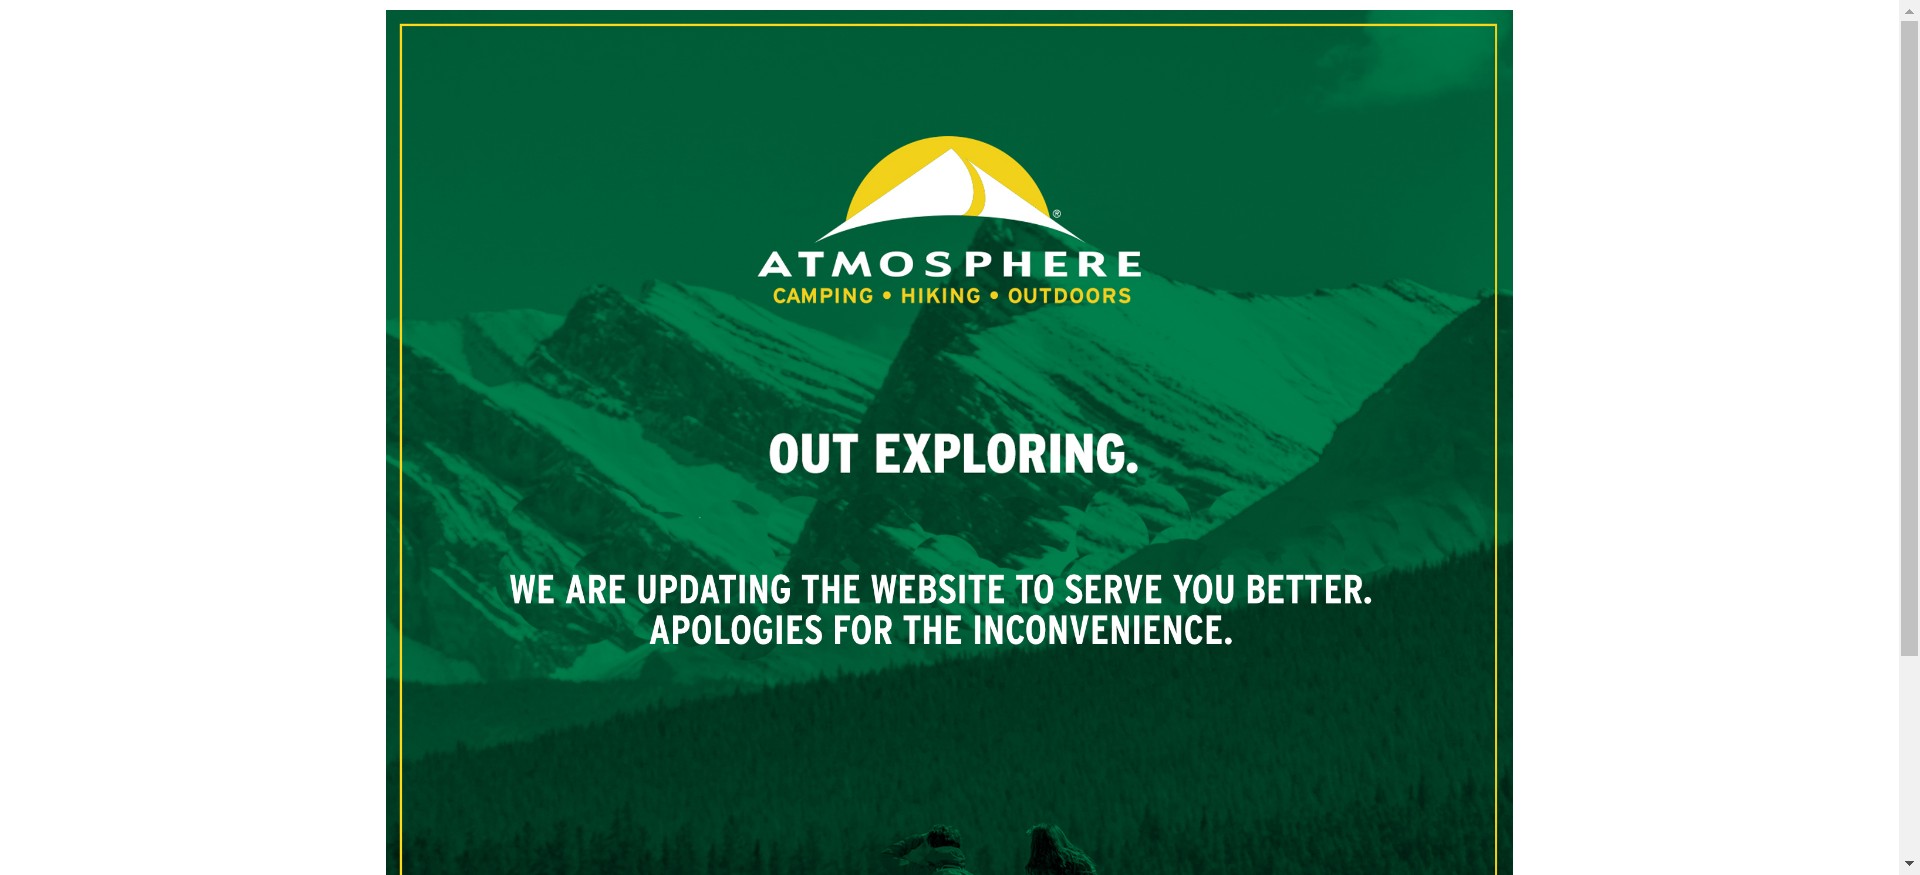 ®
ATMOSPHERE
CAMPING • HIKING • OUTDOORS
OUT EXPLORING.
WE ARE UPDATING THE WEBSITE TO SERVE YOU BETTER.
APOLOGIES FOR THE INCONVENIENCE.